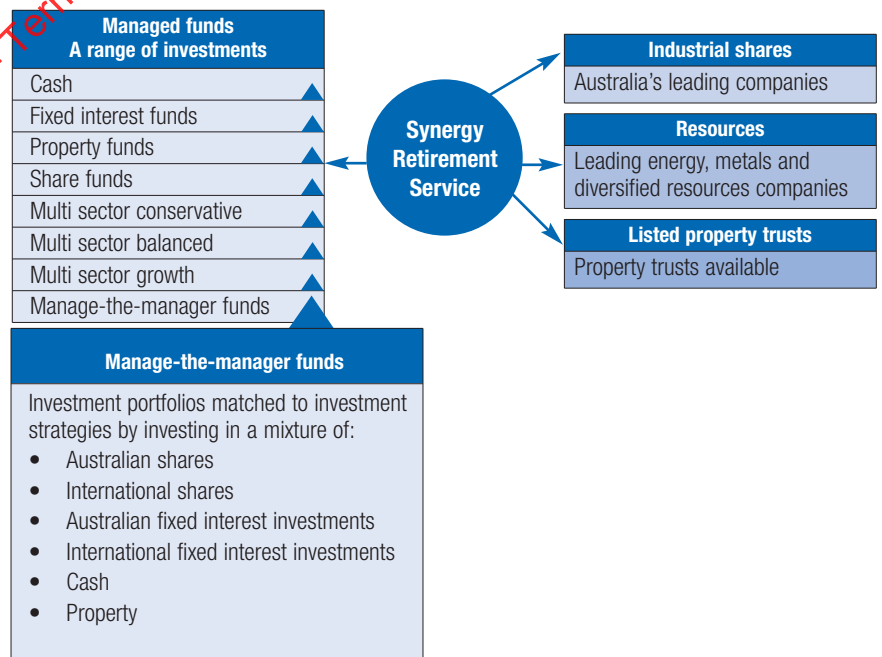 Managed funds
A range of investments
Cash
Fixed interest funds
Property funds
Share funds
Multi sector conservative
Multi sector balanced
Multi sector growth
Manage-the-manager funds
Manage-the-manager funds
Investment portfolios matched to investment
strategies by investing in a mixture of:
• Australian shares
• International shares
• Australian fixed interest investments
• International fixed interest investments
• Cash
• Property
Synergy
Retirement
Service
Industrial shares
Australia's leading companies
Resources
Leading energy, metals and
diversified resources companies
Listed property trusts
Property trusts available